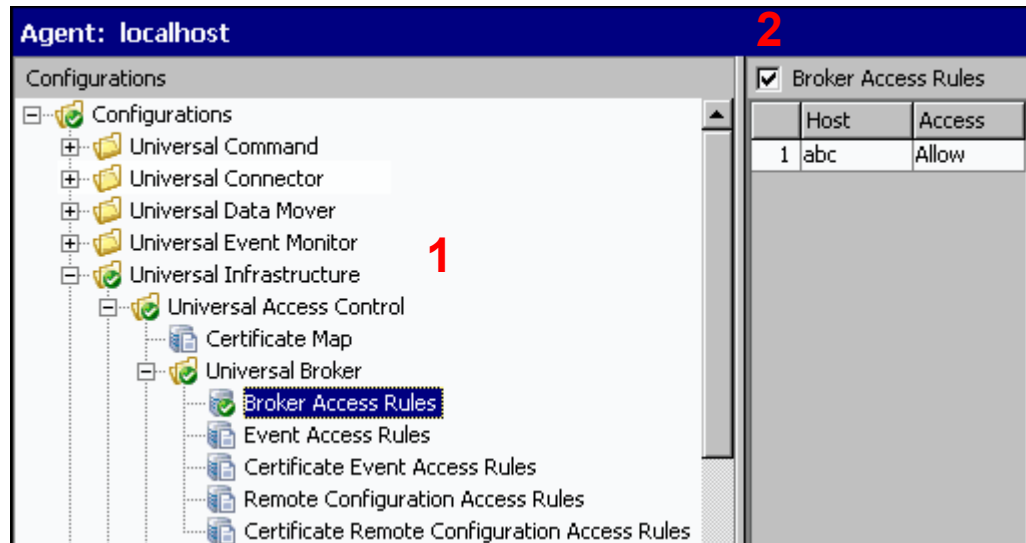 Agent: localhost
2
Configurations
Broker Access Rules
Configurations
Host Access
Universal Command
1 abc Allow
Universal Connector
Universal Data Mover
Universal Event Monitor
1
Universal Infrastructure
Universal Access Control
Certificate Map
Universal Broker
Broker Access Rules
Event Access Rules
Certificate Event Access Rules
Remote Configuration Access Rules
Certificate Remote Configuration Access Rules